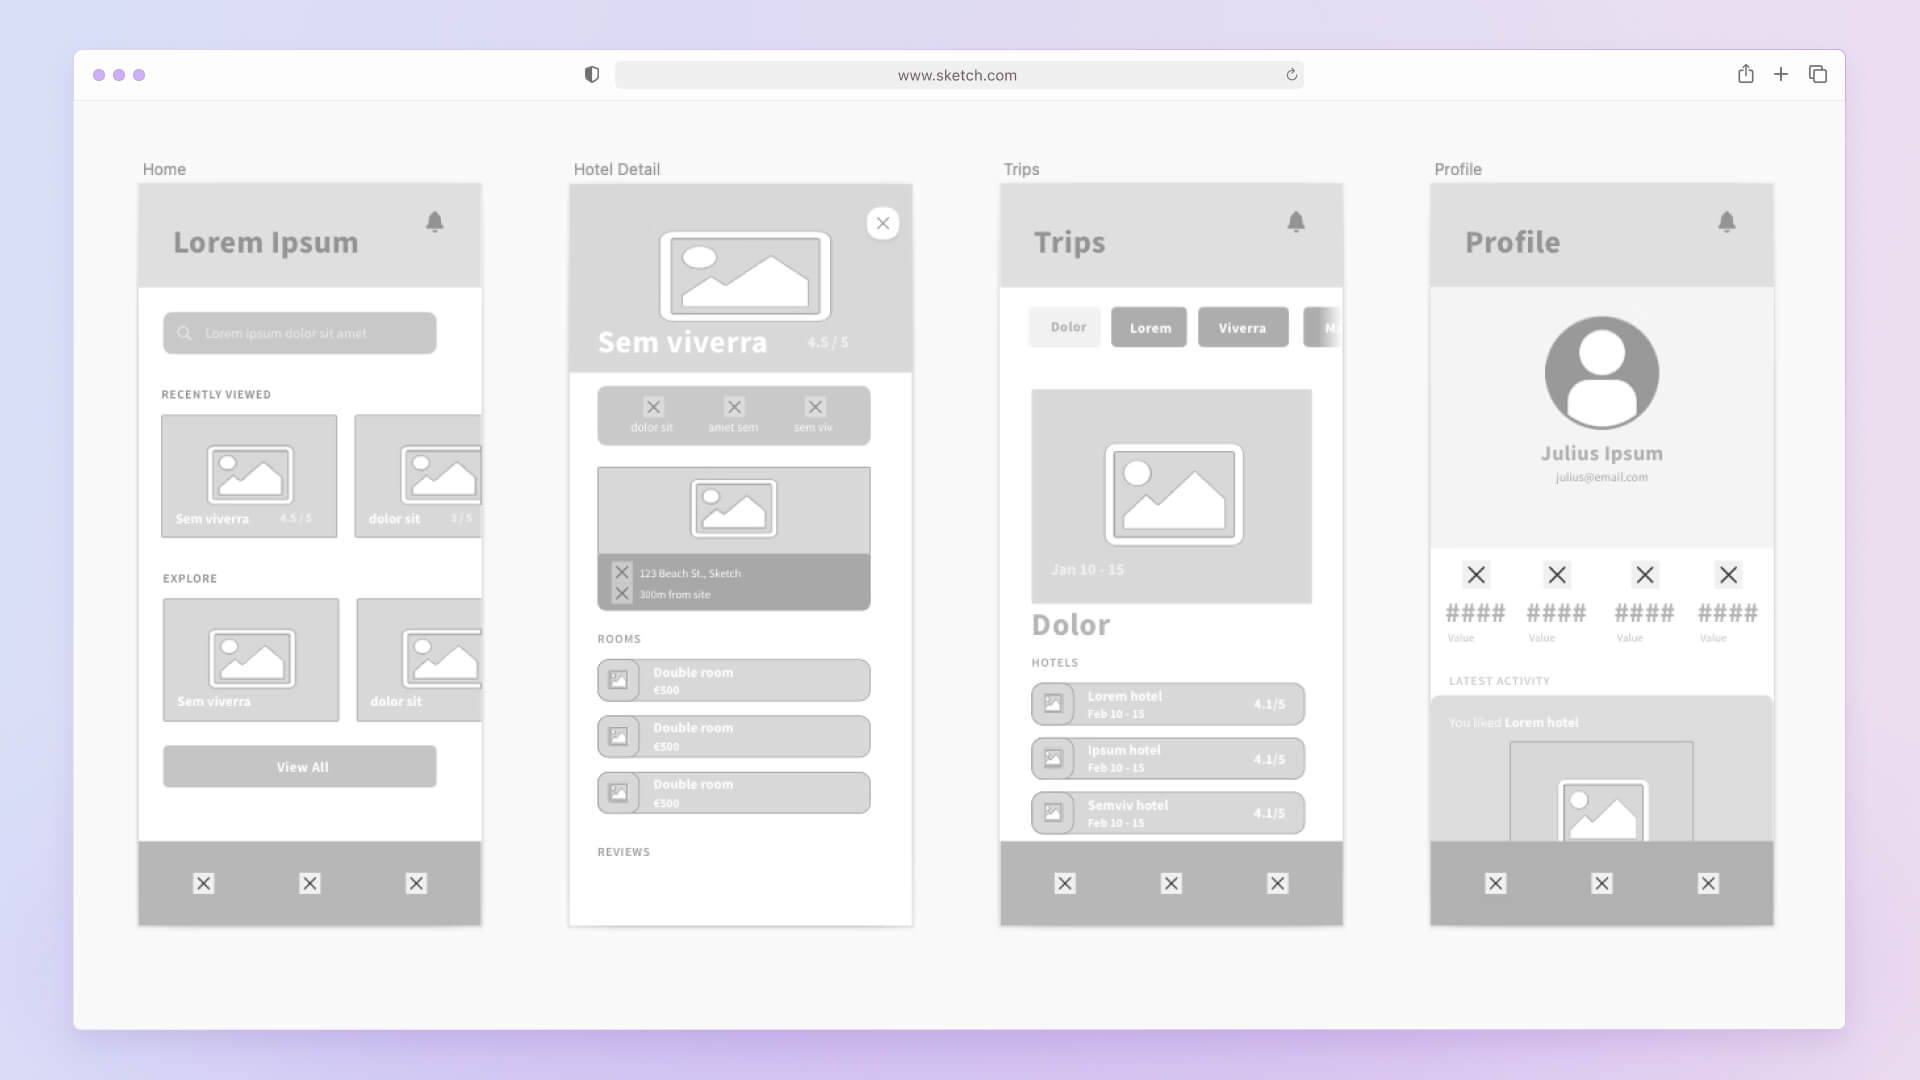 www.sketch.com
Home
Lorem Ipsum
Lorem ipsum dolor sit amet
RECENTLY VIEWED
Sem viverra 4.5 / 5
dolor sit 3 / 5
EXPLORE
Sem viverra
dolor sit
View All
Hotel Detail
Sem viverra 4.5 / 5
dolor sit
amet sem
sem viv
123 Beach St., Sketch
300m from site
ROOMS
Double room
€500
Double room
€500
Double room
€500
REVIEWS
Trips
Trips
Dolor
Lorem
Viverra
Jan 10 - 15
Dolor
HOTELS
Lorem hotel
Feb 10 - 15
4.1/5
Ipsum hotel
Feb 10 - 15
4.1/5
Semviv hotel
Feb 10 - 15
4.1/5
Profile
Profile
Julius Ipsum
julius@email.com
#### #### #### ####
Value Value Value Value
LATEST ACTIVITY
You liked Lorem hotel